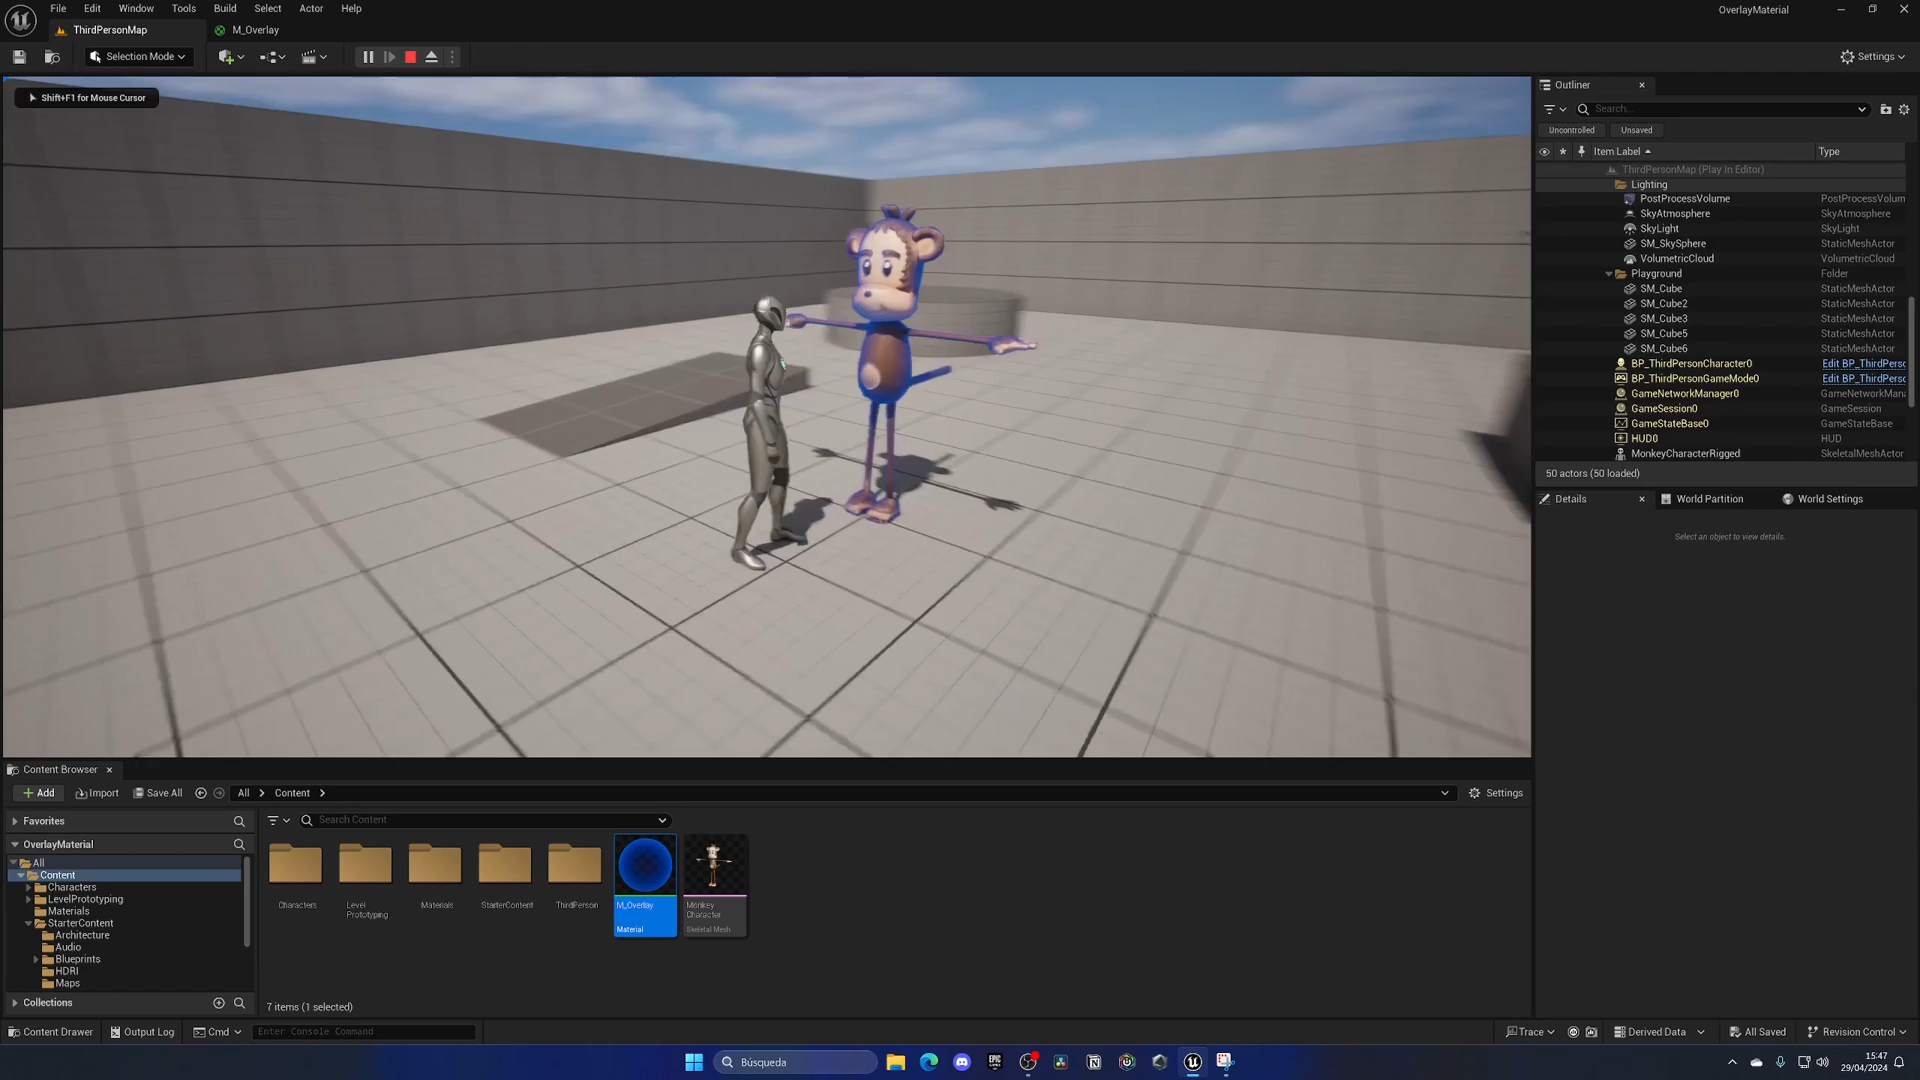 File Edit Window Tools Build Select Actor Help
OverlayMaterial
ThirdPersonMap
M_Overlay
Selection Mode
Settings
Shift+F1 for Mouse Cursor
Outliner
Search...
Uncontrolled Unsaved
Item Label Type
ThirdPersonMap (Play In Editor)
Lighting
PostProcessVolume PostProcessVolum
SkyAtmosphere SkyAtmosphere
SkyLight SkyLight
SM_SkySphere StaticMeshActor
VolumetricCloud VolumetricCloud
Playground Folder
SM_Cube StaticMeshActor
SM_Cube2 StaticMeshActor
SM_Cube3 StaticMeshActor
SM_Cube5 StaticMeshActor
SM_Cube6 StaticMeshActor
BP_ThirdPersonCharacter0 Edit BP_ThirdPerso
BP_ThirdPersonGameMode0 Edit BP_ThirdPerso
GameNetworkManager0 GameNetworkMan
GameSession0 GameSession
GameStateBase0 GameStateBase
HUD0 HUD
MonkeyCharacterRigged SkeletalMeshActor
50 actors (50 loaded)
Details World Partition World Settings
Select an object to view details.
Content Browser
Add Import Save All All Content Settings
Favorites
Search Content
OverlayMaterial
All
Content
Characters
LevelPrototyping
Materials
StarterContent
Architecture
Audio
Blueprints
HDRI
Maps
Collections
Characters
Level
Prototyping
Materials
StarterContent
ThirdPerson
M_Overlay
Material
Monkey
Character
Skeletal Mesh
7 items (1 selected)
Content Drawer Output Log Cmd Enter Console Command
Trace Derived Data All Saved Revision Control
Búsqueda
EPIC
15:47
29/04/2024